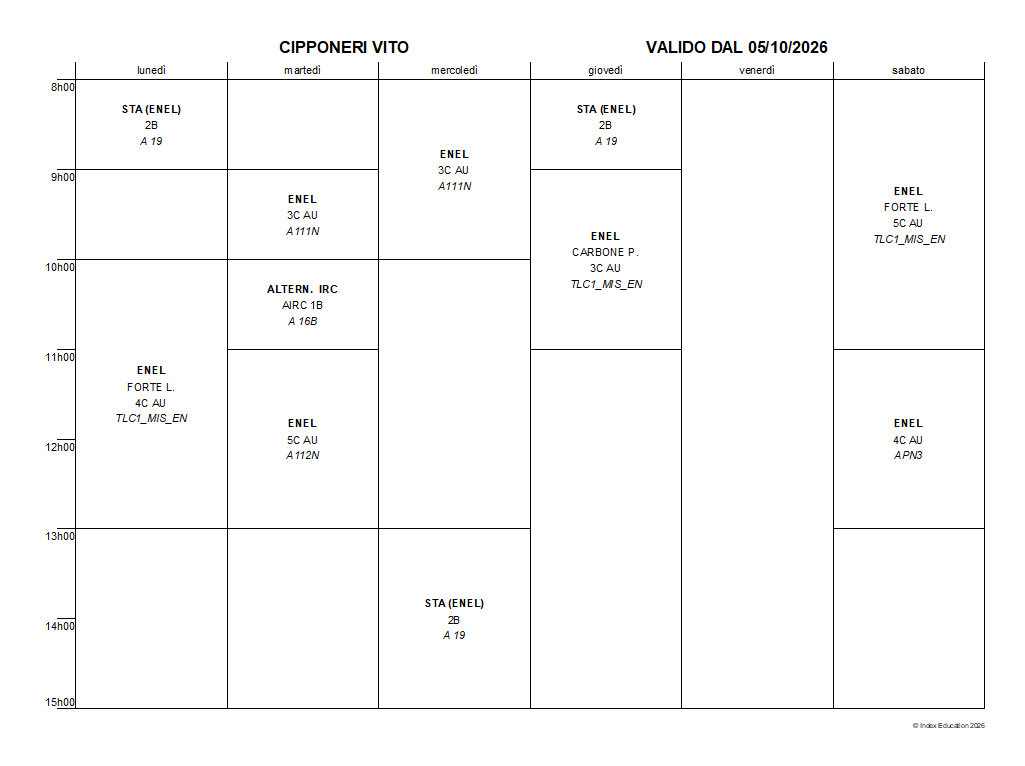 CIPPONERI VITO
VALIDO DAL 05/10/2026
lunedì
martedì
mercoledì
giovedì
venerdì
sabato
8h00
9h00
10h00
11h00
12h00
13h00
14h00
15h00
STA (ENEL)
2B
A 19
ENEL
FORTE L.
4C AU
TLC1_MIS_EN
ENEL
3C AU
A111N
ALTERN. IRC
AIRC 1B
A 16B
ENEL
5C AU
A112N
ENEL
3C AU
A111N
STA (ENEL)
2B
A 19
STA (ENEL)
2B
A 19
ENEL
CARBONE P.
3C AU
TLC1_MIS_EN
ENEL
FORTE L.
5C AU
TLC1_MIS_EN
ENEL
4C AU
APN3
© Index Education 2026